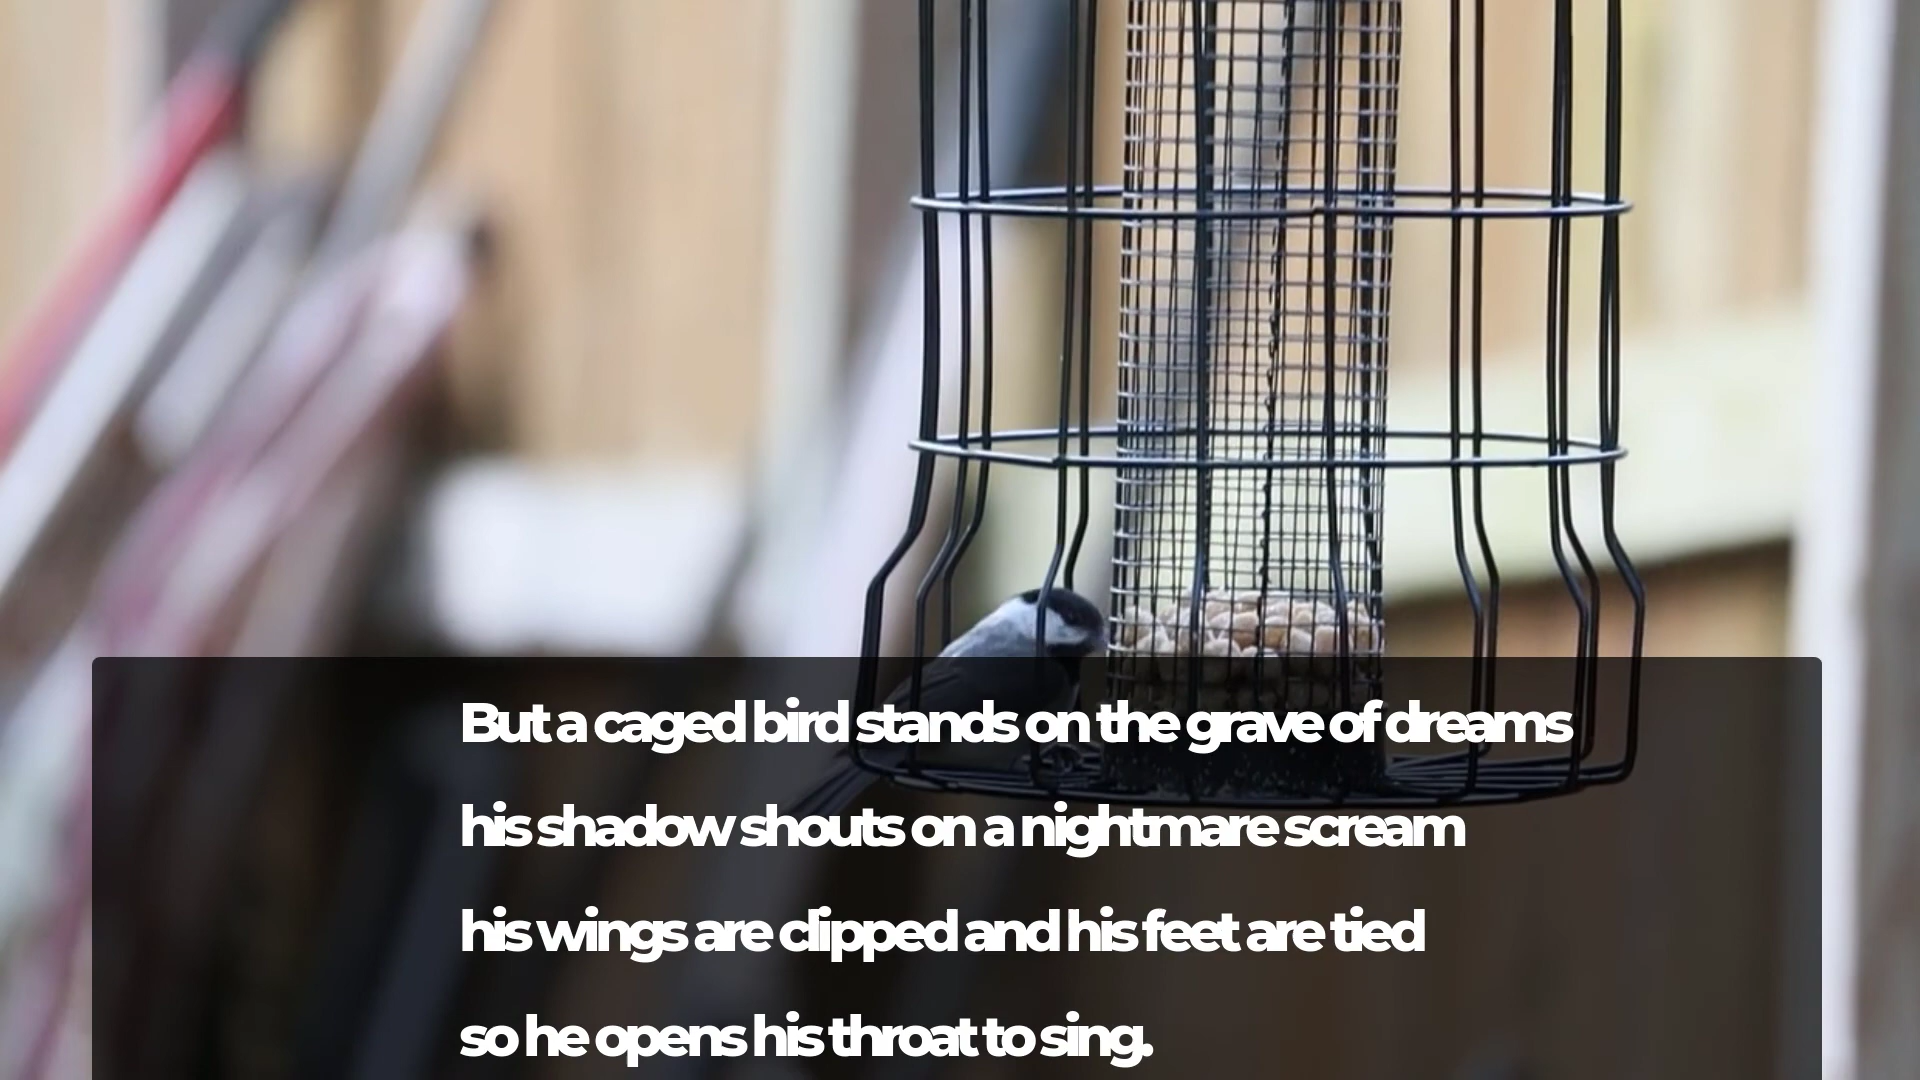 But a caged bird stands on the grave of dreams
his shadow shouts on a nightmare scream
his wings are clipped and his feet are tied
so he opens his throat to sing.